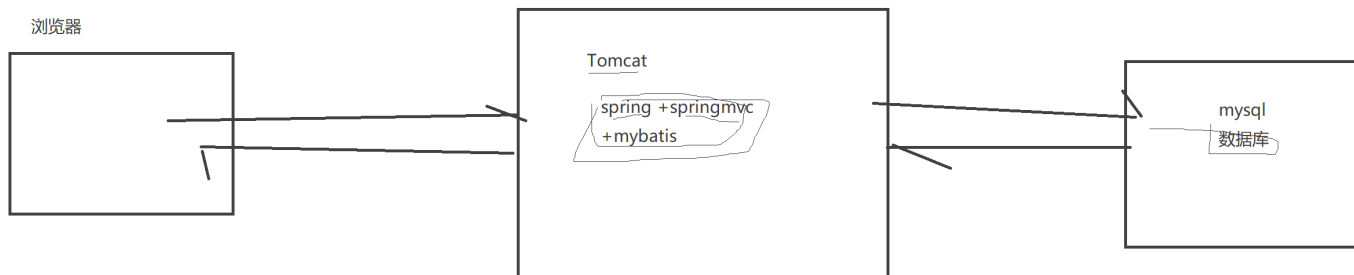 浏览器
Tomcat
spring +springmvc
+mybatis
mysql
数据库